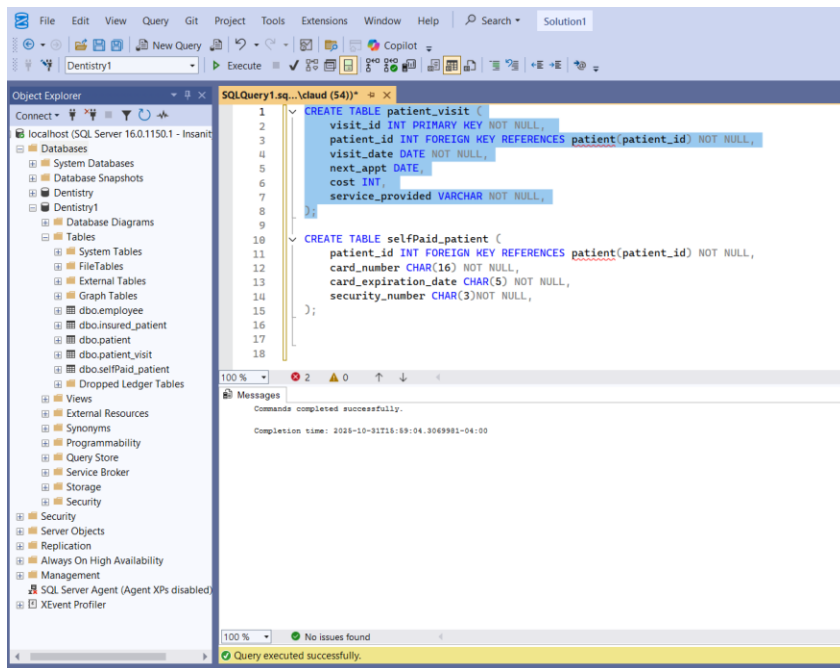 File Edit View Query Git Project Tools Extensions Window Help Search Solution1
New Query Copilot
Dentistry1 Execute
Object Explorer
Connect
localhost (SQL Server 16.0.1150.1 - Insanit
Databases
System Databases
Database Snapshots
Dentistry
Dentistry1
Database Diagrams
Tables
System Tables
FileTables
External Tables
Graph Tables
dbo.employee
dbo.insured_patient
dbo.patient
dbo.patient_visit
dbo.selfPaid_patient
Dropped Ledger Tables
Views
External Resources
Synonyms
Programmability
Query Store
Service Broker
Storage
Security
Security
Server Objects
Replication
Always On High Availability
Management
SQL Server Agent (Agent XPs disabled)
XEvent Profiler
SQLQuery1.sq...\claud (54))*
1 CREATE TABLE patient_visit (
2 visit_id INT PRIMARY KEY NOT NULL,
3 patient_id INT FOREIGN KEY REFERENCES patient(patient_id) NOT NULL,
4 visit_date DATE NOT NULL,
5 next_appt DATE,
6 cost INT,
7 service_provided VARCHAR NOT NULL,
8 );
9
10 CREATE TABLE selfPaid_patient (
11 patient_id INT FOREIGN KEY REFERENCES patient(patient_id) NOT NULL,
12 card_number CHAR(16) NOT NULL,
13 card_expiration_date CHAR(5) NOT NULL,
14 security_number CHAR(3)NOT NULL,
15 );
16
17
18
100 % 2 0
Messages
Commands completed successfully.
Completion time: 2025-10-31T15:59:04.3069981-04:00
100 % No issues found
Query executed successfully.